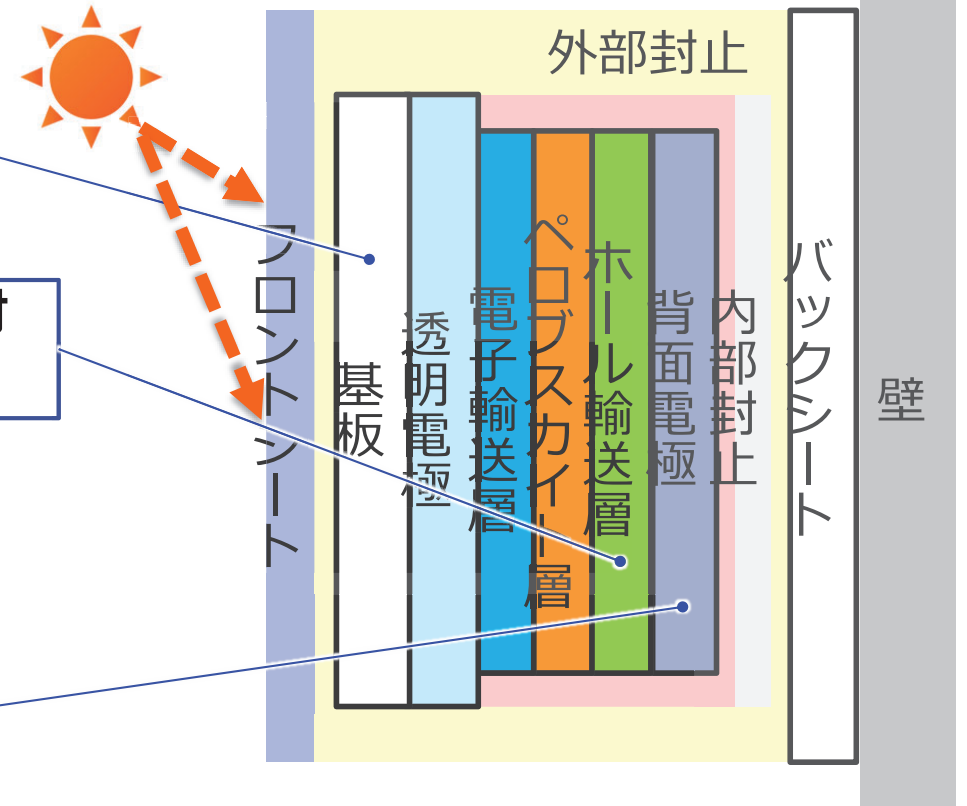 外部封止
フロントシート
基板
透明電極
電子輸送層
ペロブスカイト層
ホール輸送層
背面電極
内部封止
バックシート
壁